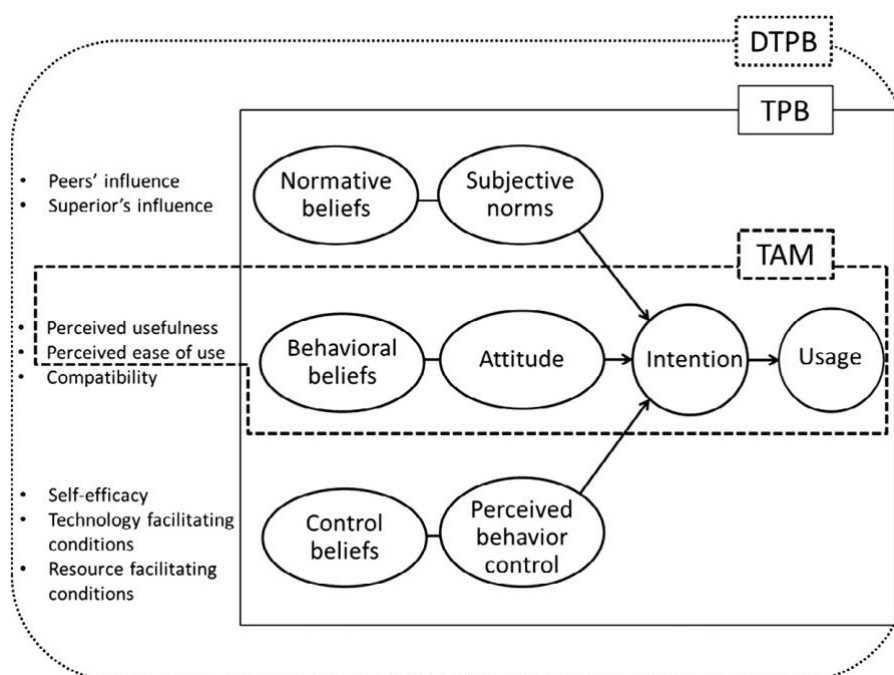 DTPB
TPB
• Peers' influence
• Superior's influence
Normative
beliefs
Subjective
norms
TAM
• Perceived usefulness
• Perceived ease of use
• Compatibility
Behavioral
beliefs
Attitude
Intention
Usage
• Self-efficacy
• Technology facilitating
conditions
• Resource facilitating
conditions
Control
beliefs
Perceived
behavior
control